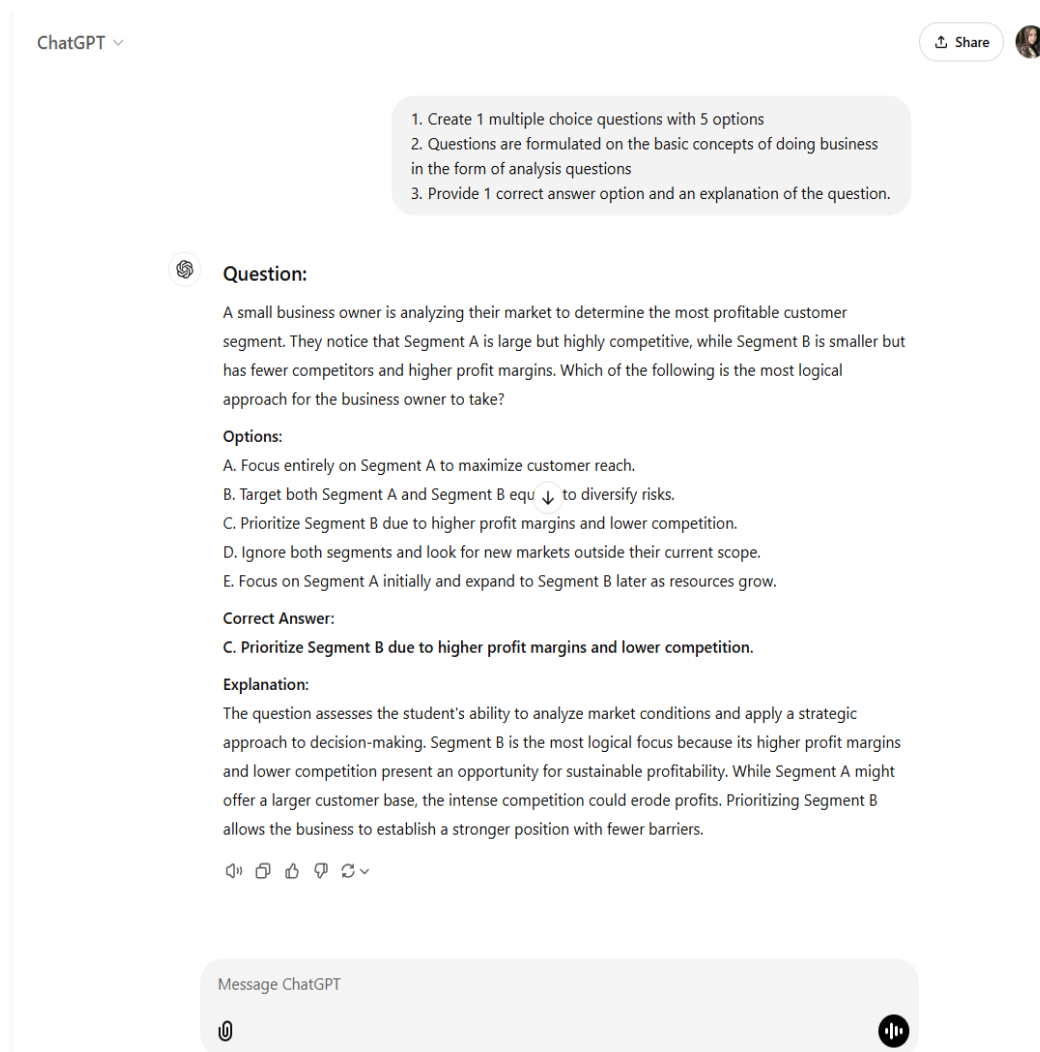 ChatGPT
Share
1. Create 1 multiple choice questions with 5 options
2. Questions are formulated on the basic concepts of doing business
in the form of analysis questions
3. Provide 1 correct answer option and an explanation of the question.
Question:
A small business owner is analyzing their market to determine the most profitable customer
segment. They notice that Segment A is large but highly competitive, while Segment B is smaller but
has fewer competitors and higher profit margins. Which of the following is the most logical
approach for the business owner to take?
Options:
A. Focus entirely on Segment A to maximize customer reach.
B. Target both Segment A and Segment B equ to diversify risks.
C. Prioritize Segment B due to higher profit margins and lower competition.
D. Ignore both segments and look for new markets outside their current scope.
E. Focus on Segment A initially and expand to Segment B later as resources grow.
Correct Answer:
C. Prioritize Segment B due to higher profit margins and lower competition.
Explanation:
The question assesses the student's ability to analyze market conditions and apply a strategic
approach to decision-making. Segment B is the most logical focus because its higher profit margins
and lower competition present an opportunity for sustainable profitability. While Segment A might
offer a larger customer base, the intense competition could erode profits. Prioritizing Segment B
allows the business to establish a stronger position with fewer barriers.
Message ChatGPT